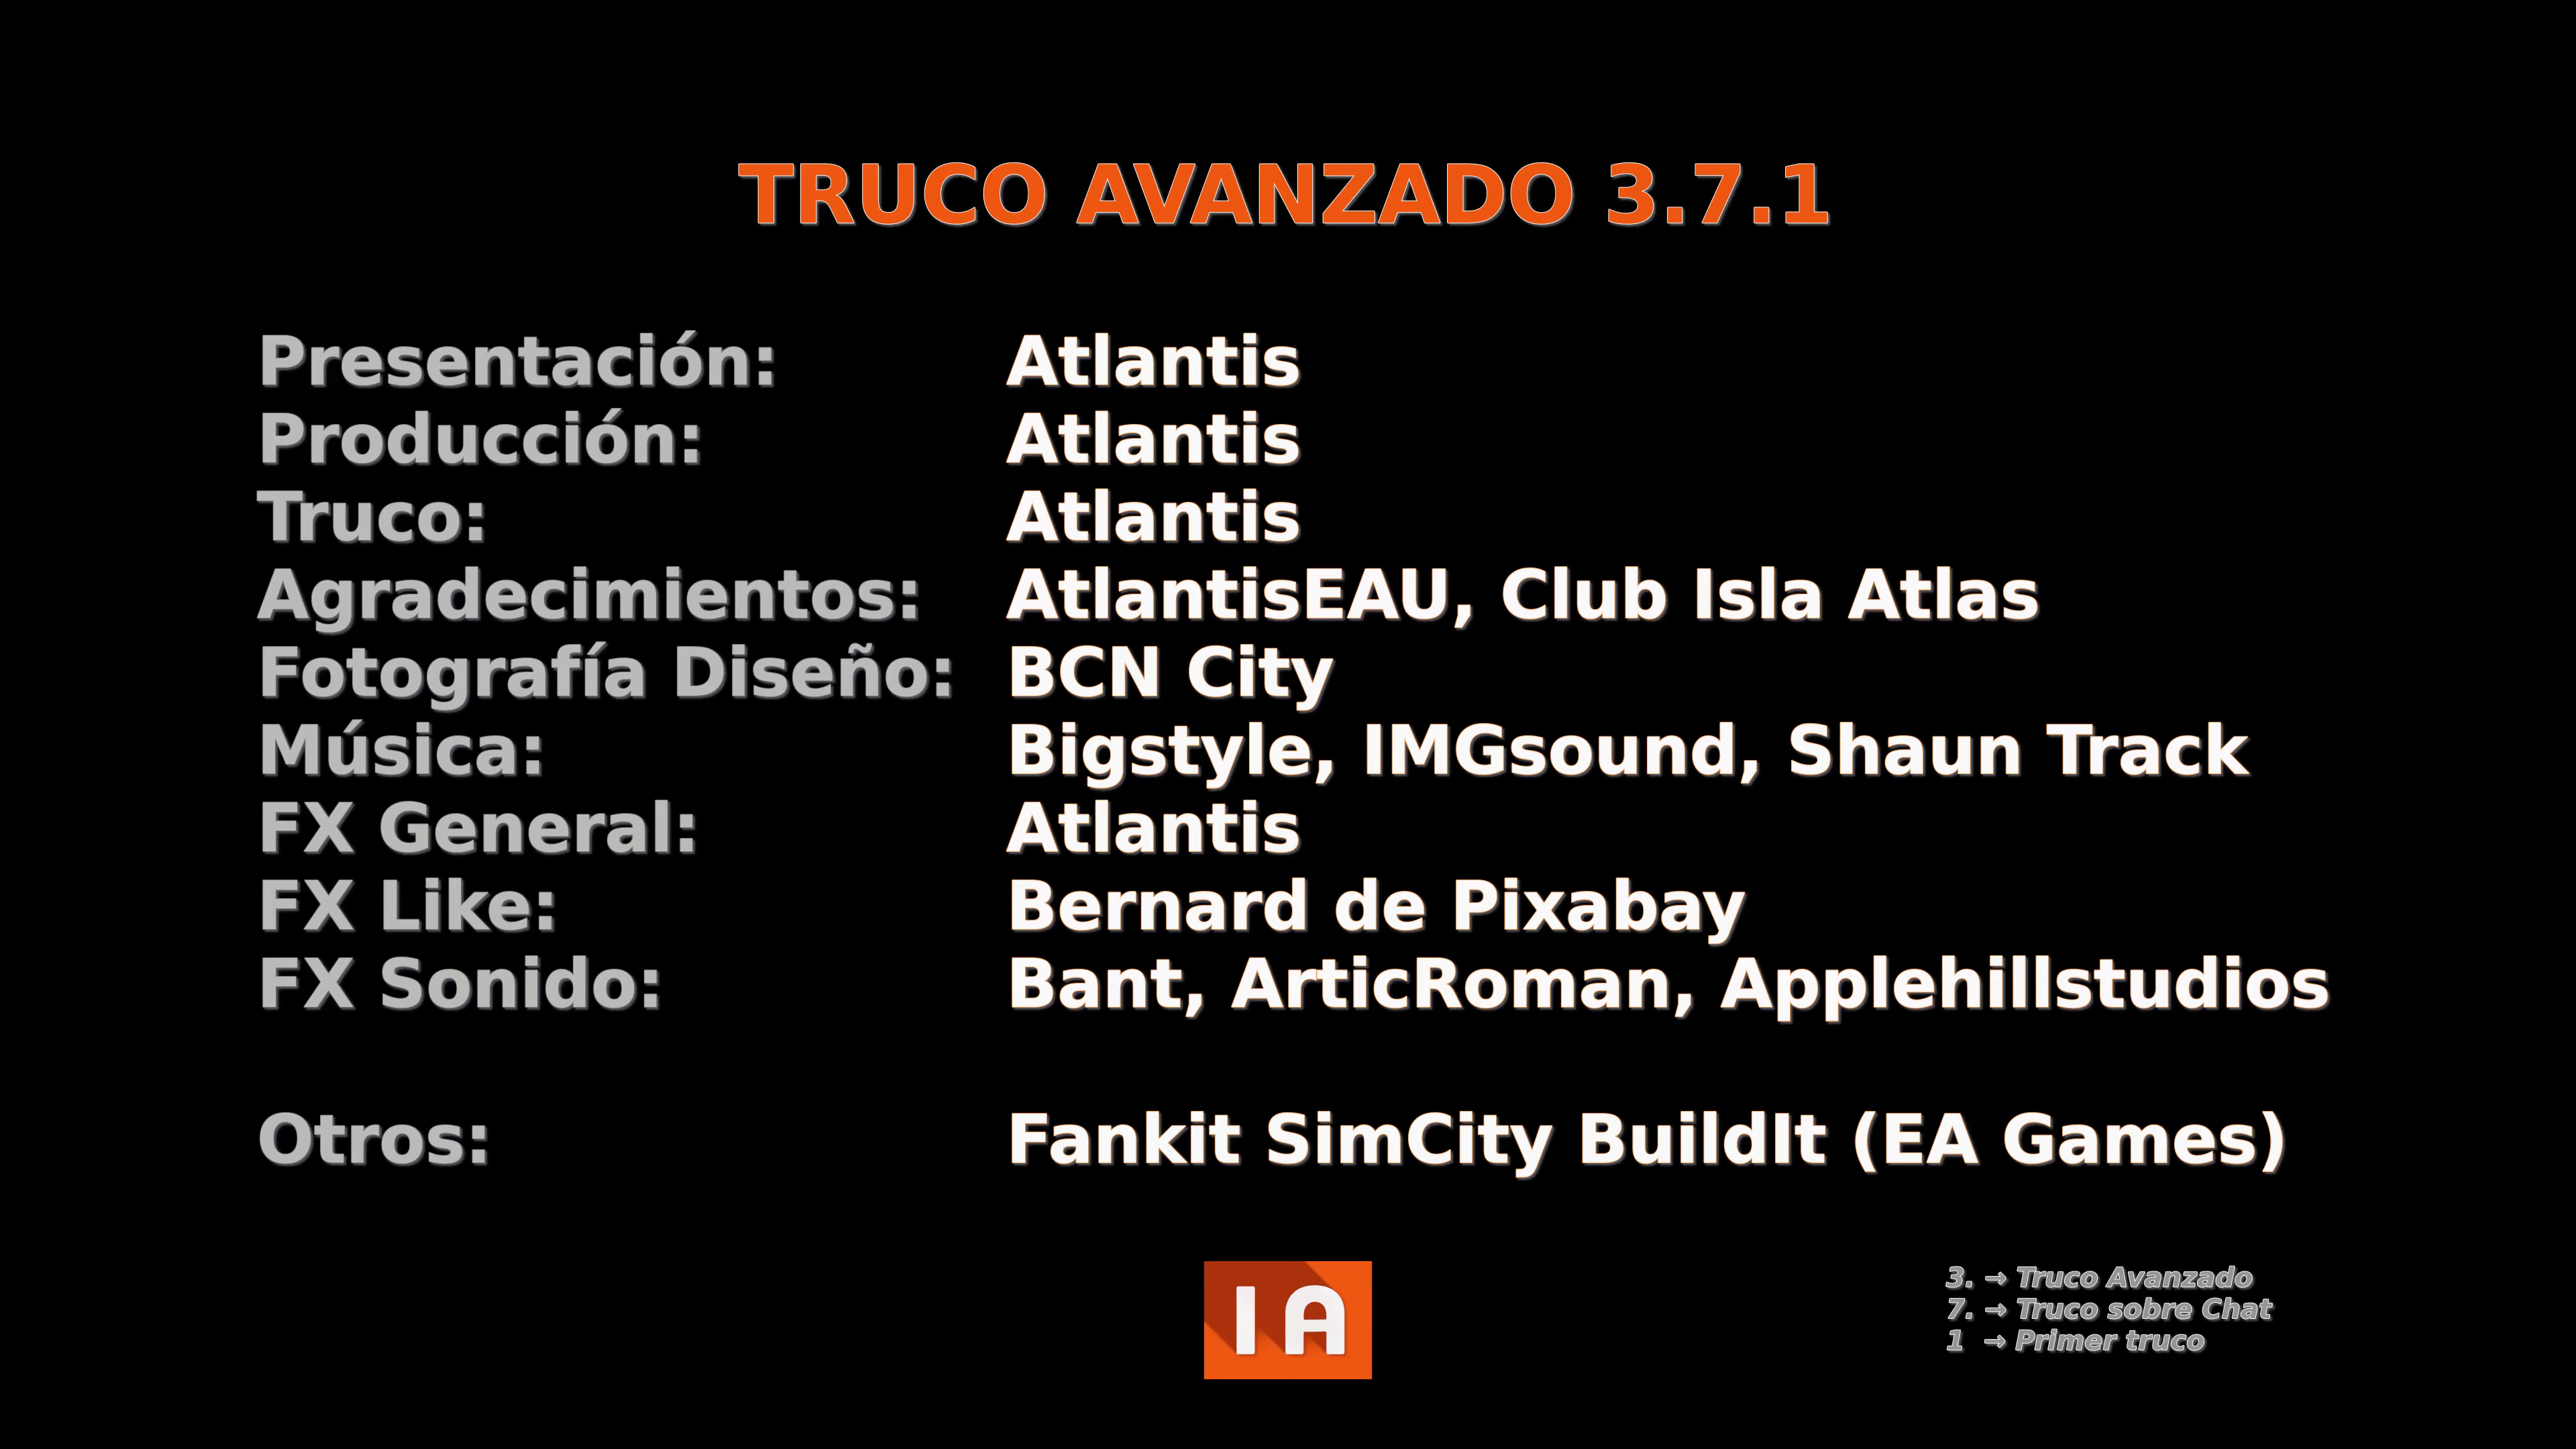 TRUCO AVANZADO 3.7.1
Presentación: Atlantis
Producción: Atlantis
Truco: Atlantis
Agradecimientos: AtlantisEAU, Club Isla Atlas
Fotografía Diseño: BCN City
Música: Bigstyle, IMGsound, Shaun Track
FX General: Atlantis
FX Like: Bernard de Pixabay
FX Sonido: Bant, ArticRoman, Applehillstudios
Otros: Fankit SimCity BuildIt (EA Games)
IA
3. → Truco Avanzado
7. → Truco sobre Chat
1 → Primer truco